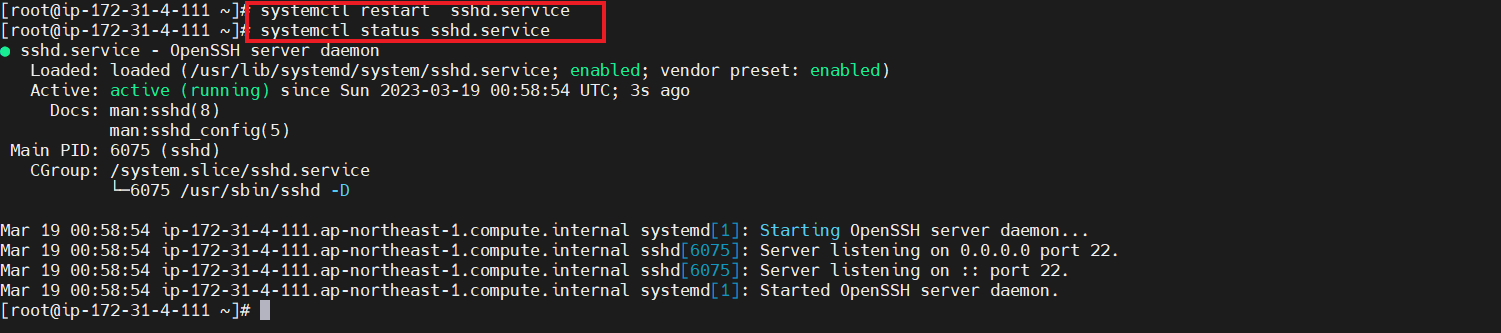 [root@ip-172-31-4-111 ~]# systemctl restart  sshd.service
[root@ip-172-31-4-111 ~]# systemctl status sshd.service
● sshd.service - OpenSSH server daemon
   Loaded: loaded (/usr/lib/systemd/system/sshd.service; enabled; vendor preset: enabled)
   Active: active (running) since Sun 2023-03-19 00:58:54 UTC; 3s ago
     Docs: man:sshd(8)
           man:sshd_config(5)
 Main PID: 6075 (sshd)
   CGroup: /system.slice/sshd.service
           └─6075 /usr/sbin/sshd -D
Mar 19 00:58:54 ip-172-31-4-111.ap-northeast-1.compute.internal systemd[1]: Starting OpenSSH server daemon...
Mar 19 00:58:54 ip-172-31-4-111.ap-northeast-1.compute.internal sshd[6075]: Server listening on 0.0.0.0 port 22.
Mar 19 00:58:54 ip-172-31-4-111.ap-northeast-1.compute.internal sshd[6075]: Server listening on :: port 22.
Mar 19 00:58:54 ip-172-31-4-111.ap-northeast-1.compute.internal systemd[1]: Started OpenSSH server daemon.
[root@ip-172-31-4-111 ~]#